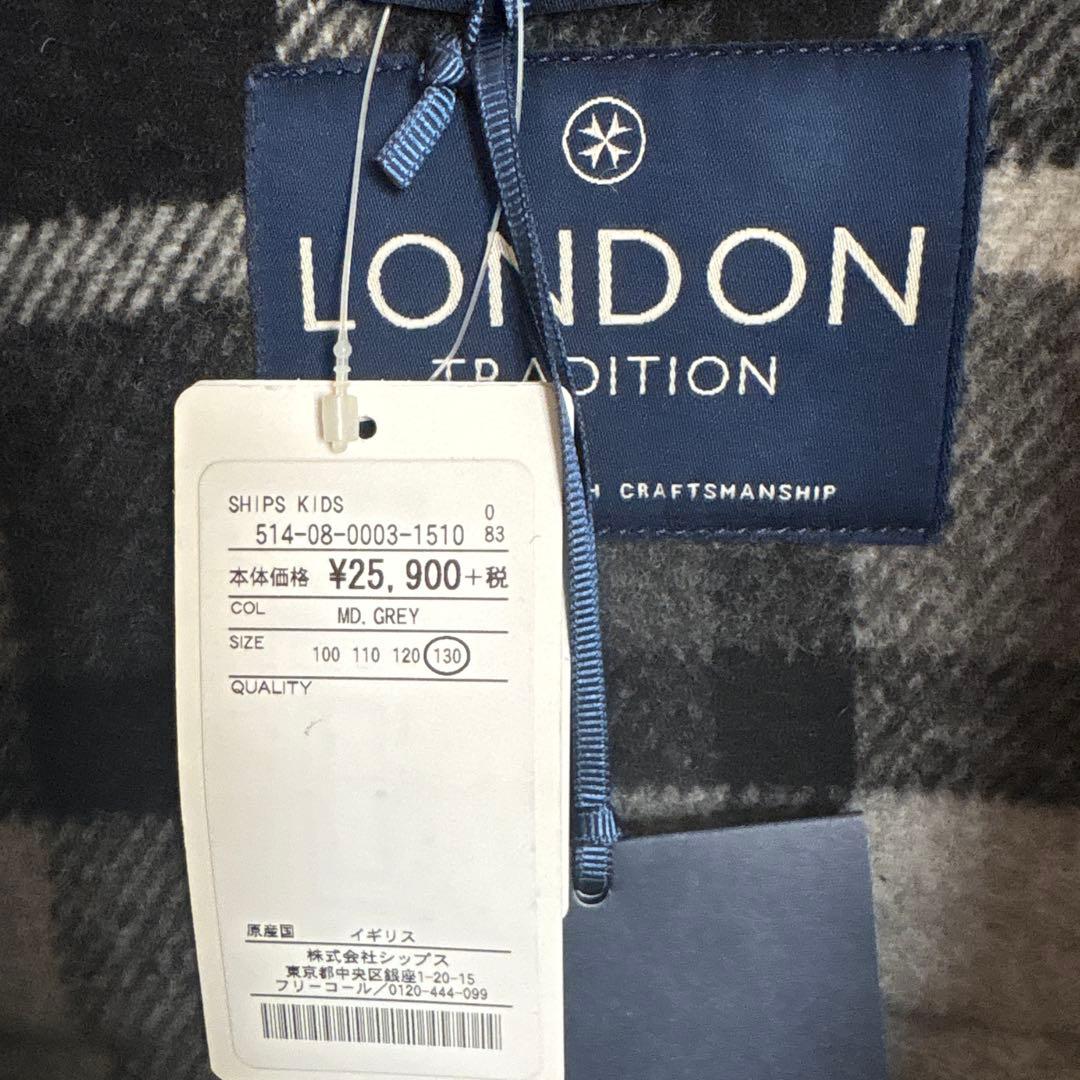 LONDON
TRADITION
CRAFTSMANSHIP
SHIPS KIDS
0
514-08-0003-1510 83
本体価格 ¥25,900+税
COL MD.GREY
SIZE 100 110 120 130
QUALITY
原産国 イギリス
株式会社シップス
東京都中央区銀座1-20-15
フリーコール/0120-444-099